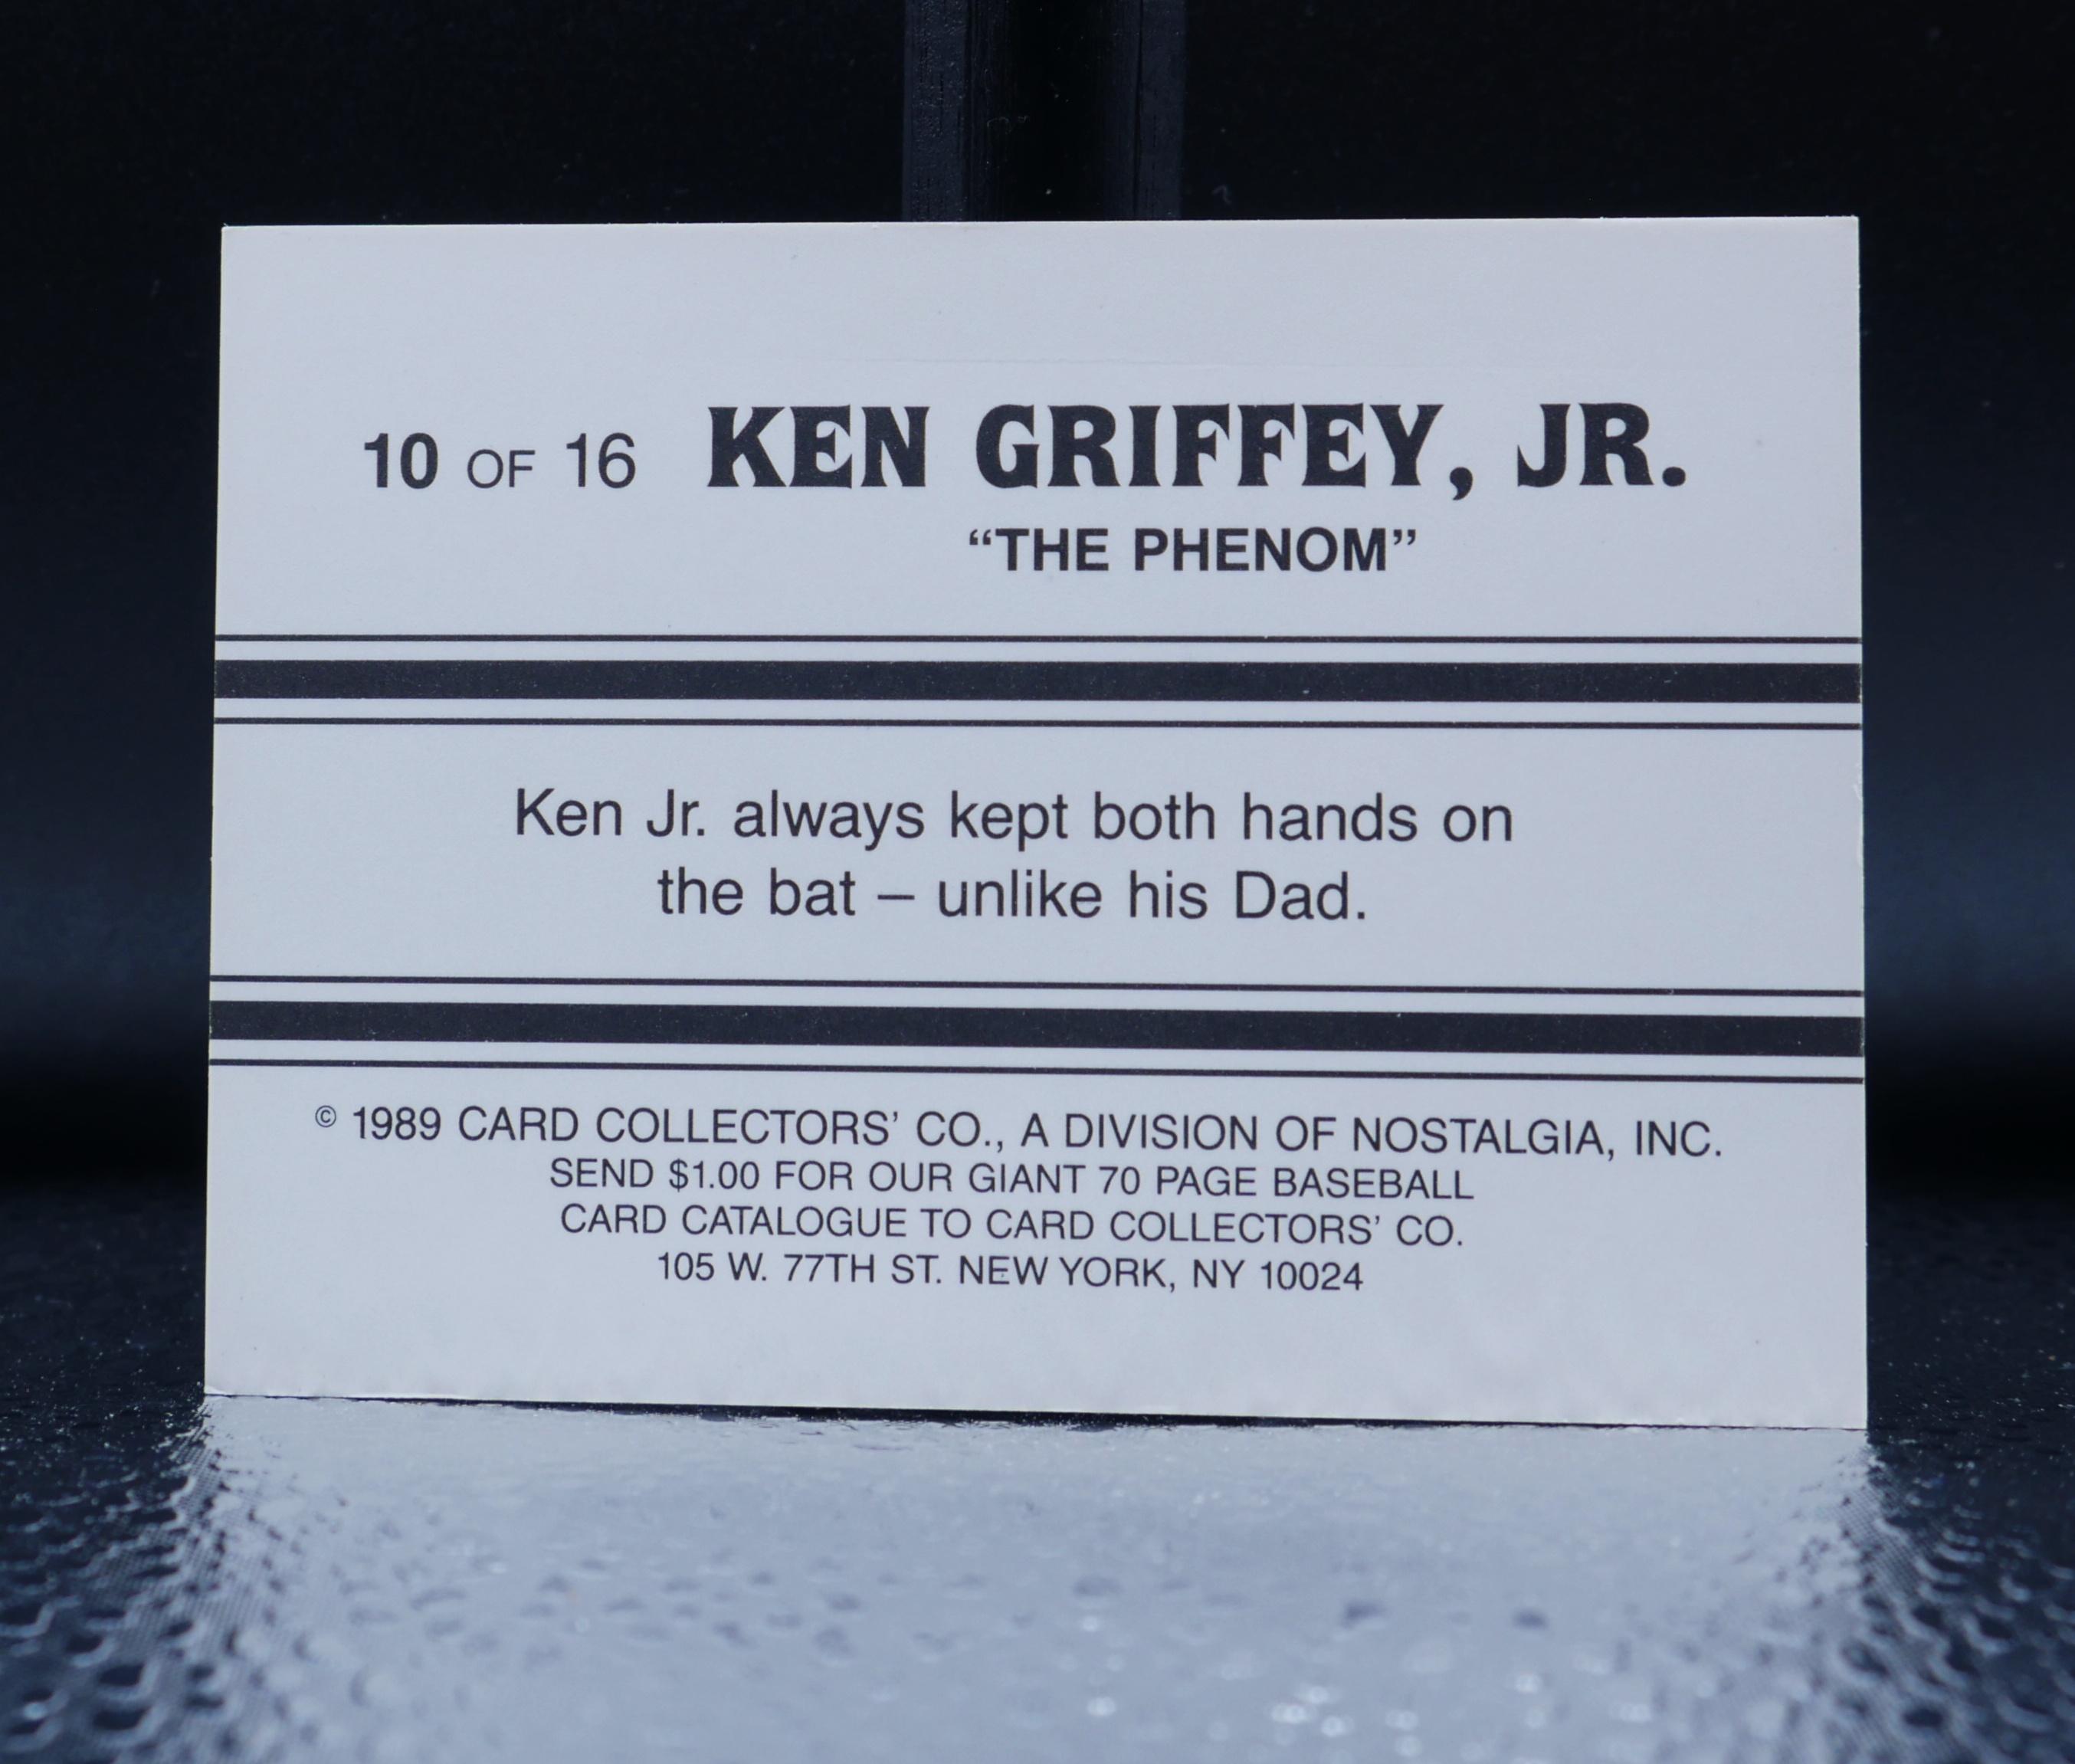 10 OF 16 KEN GRIFFEY, JR.
“THE PHENOM”
Ken Jr. always kept both hands on
the bat – unlike his Dad.
© 1989 CARD COLLECTORS’ CO., A DIVISION OF NOSTALGIA, INC.
SEND $1.00 FOR OUR GIANT 70 PAGE BASEBALL
CARD CATALOGUE TO CARD COLLECTORS’ CO.
105 W. 77TH ST. NEW YORK, NY 10024